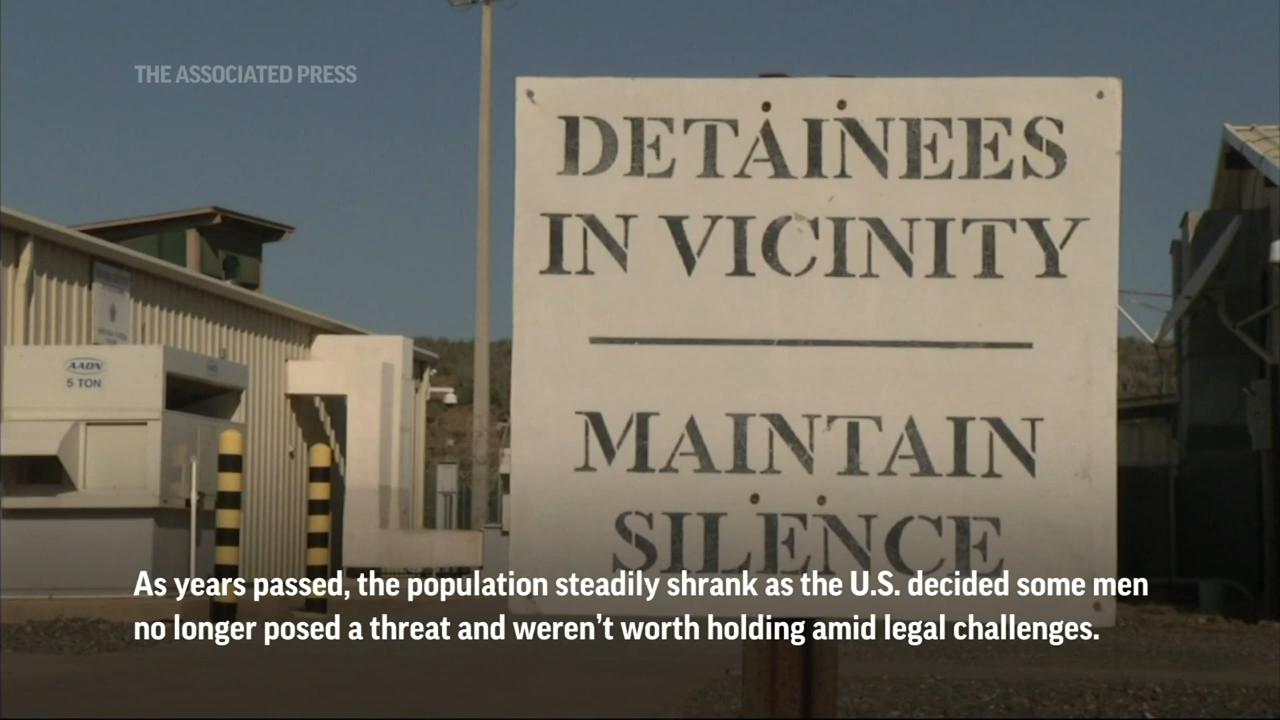 THE ASSOCIATED PRESS
DETAINEES
IN VICINITY
MAINTAIN
SILENCE
AAON
5 TON
As years passed, the population steadily shrank as the U.S. decided some men
no longer posed a threat and weren't worth holding amid legal challenges.